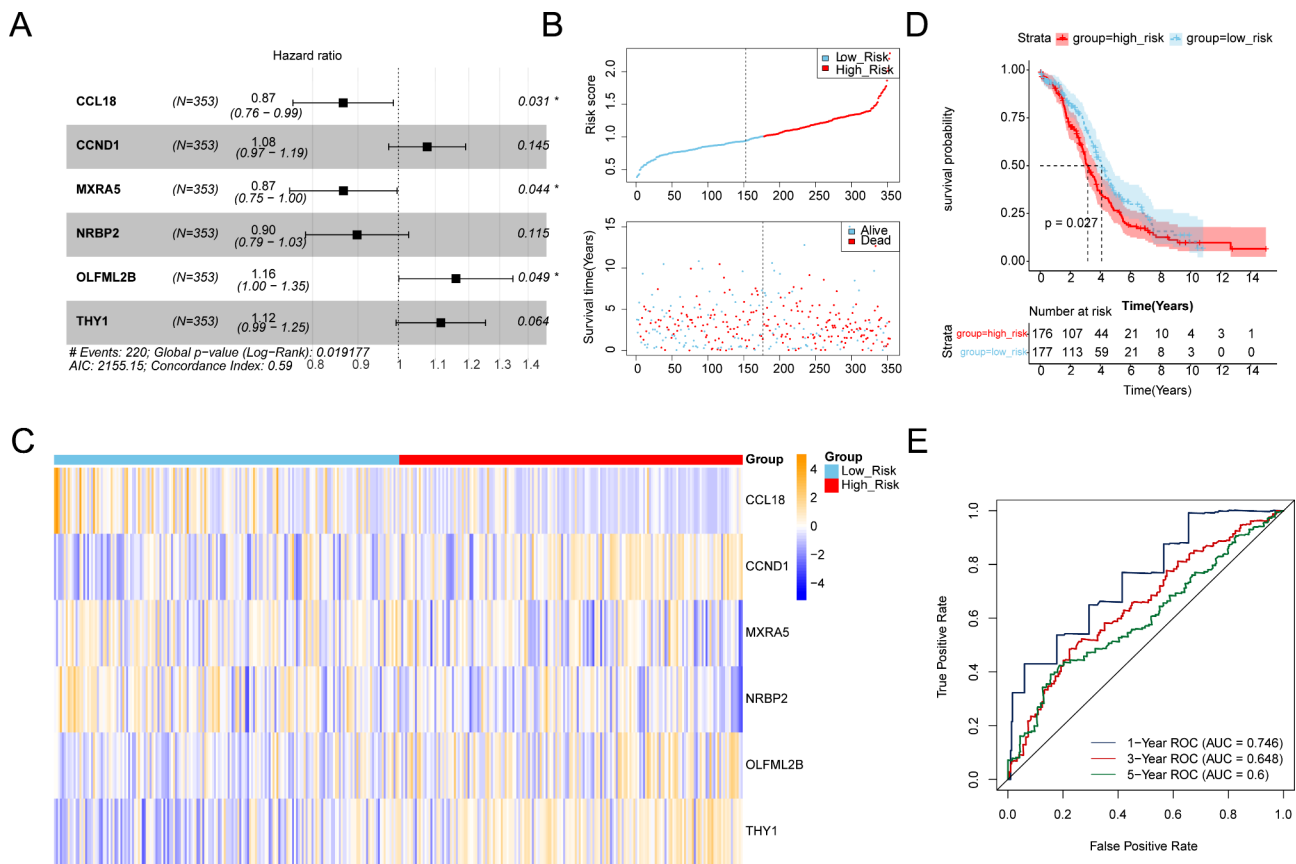 A
Hazard ratio
CCL18 (N=353) 0.87 (0.76 − 0.99) 0.031 *
CCND1 (N=353) 1.08 (0.97 − 1.19) 0.145
MXRA5 (N=353) 0.87 (0.75 − 1.00) 0.044 *
NRBP2 (N=353) 0.90 (0.79 − 1.03) 0.115
OLFML2B (N=353) 1.16 (1.00 − 1.35) 0.049 *
THY1 (N=353) 1.12 (0.99 − 1.25) 0.064
# Events: 220; Global p−value (Log−Rank): 0.019177
AIC: 2155.15; Concordance Index: 0.59
0.8 0.9 1 1.1 1.2 1.3 1.4
B
Risk score
2.0
1.5
1.0
0.5
Low_Risk
High_Risk
0 50 100 150 200 250 300 350
Survival time(Years)
15
10
5
0
Alive
Dead
0 50 100 150 200 250 300 350
D
Strata group=high_risk group=low_risk
survival probability
1.00
0.75
0.50
0.25
0.00
p = 0.027
0 2 4 6 8 10 12 14
Time(Years)
Number at risk
Strata
group=high_risk 176 107 44 21 10 4 3 1
group=low_risk 177 113 59 21 8 3 0 0
0 2 4 6 8 10 12 14
Time(Years)
C
Group
CCL18
CCND1
MXRA5
NRBP2
OLFML2B
THY1
4
2
0
−2
−4
Group
Low_Risk
High_Risk
E
True Positive Rate
1.0
0.8
0.6
0.4
0.2
0.0
1−Year ROC (AUC = 0.746)
3−Year ROC (AUC = 0.648)
5−Year ROC (AUC = 0.6)
0.0 0.2 0.4 0.6 0.8 1.0
False Positive Rate